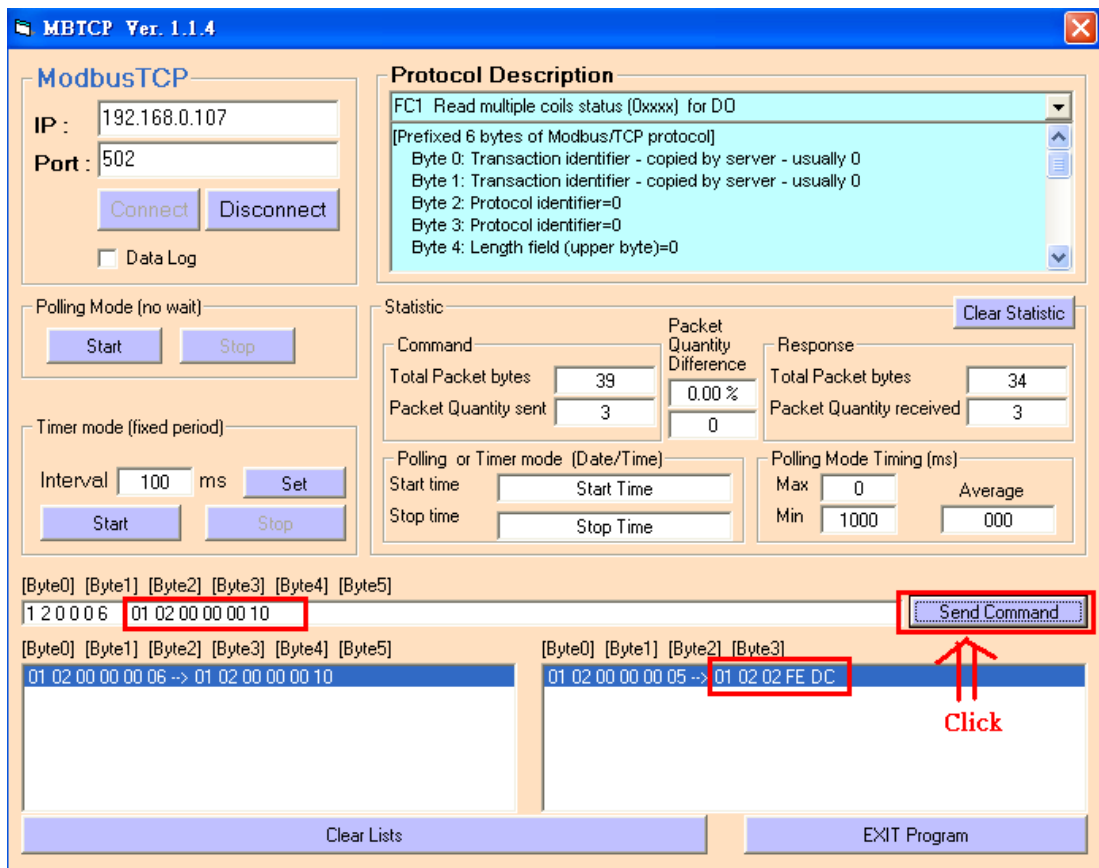 MBTCP Ver. 1.1.4
ModbusTCP
IP : 192.168.0.107
Port : 502
Connect Disconnect
Data Log
Protocol Description
FC1 Read multiple coils status (0xxxx) for DO
[Prefixed 6 bytes of Modbus/TCP protocol]
Byte 0: Transaction identifier - copied by server - usually 0
Byte 1: Transaction identifier - copied by server - usually 0
Byte 2: Protocol identifier=0
Byte 3: Protocol identifier=0
Byte 4: Length field (upper byte)=0
Polling Mode (no wait)
Start Stop
Timer mode (fixed period)
Interval 100 ms Set
Start Stop
Statistic
Clear Statistic
Command
Total Packet bytes 39
Packet Quantity sent 3
Packet
Quantity
Difference
0.00 %
0
Response
Total Packet bytes 34
Packet Quantity received 3
Polling or Timer mode (Date/Time)
Start time Start Time
Stop time Stop Time
Polling Mode Timing (ms)
Max 0 Average
Min 1000 000
[Byte0] [Byte1] [Byte2] [Byte3] [Byte4] [Byte5]
1 2 0 0 0 6 01 02 00 00 00 10
Send Command
[Byte0] [Byte1] [Byte2] [Byte3] [Byte4] [Byte5]
01 02 00 00 00 06 --> 01 02 00 00 00 10
[Byte0] [Byte1] [Byte2] [Byte3]
01 02 00 00 00 05 --> 01 02 02 FE DC
Click
Clear Lists
EXIT Program